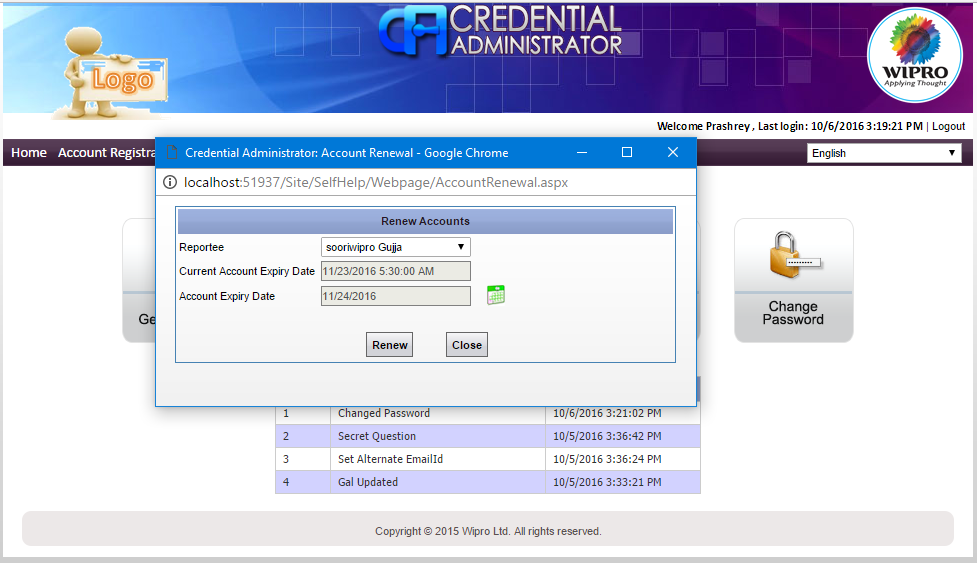 CREDENTIAL
ADMINISTRATOR
Logo
WIPRO
Applying Thought
Welcome Prashrey , Last login: 10/6/2016 3:19:21 PM | Logout
Home Account Registra
English
Credential Administrator: Account Renewal - Google Chrome
localhost:51937/Site/SelfHelp/Webpage/AccountRenewal.aspx
Renew Accounts
Reportee sooriwipro Gujja
Current Account Expiry Date 11/23/2016 5:30:00 AM
Account Expiry Date 11/24/2016
Renew Close
Ge
Change
Password
1 Changed Password 10/6/2016 3:21:02 PM
2 Secret Question 10/5/2016 3:36:42 PM
3 Set Alternate EmailId 10/5/2016 3:36:24 PM
4 Gal Updated 10/5/2016 3:33:21 PM
Copyright © 2015 Wipro Ltd. All rights reserved.